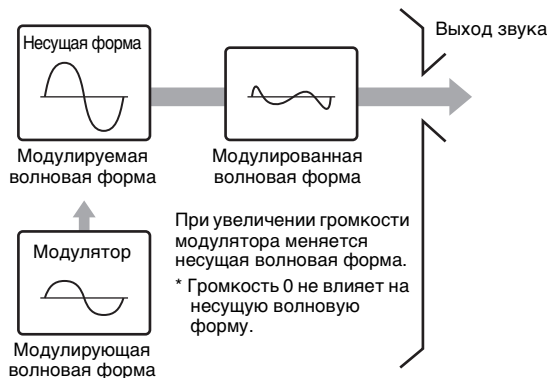 Несущая форма
Выход звука
Модулируемая
волновая форма
Модулированная
волновая форма
Модулятор
При увеличении громкости
модулятора меняется
несущая волновая форма.
* Громкость 0 не влияет на
несущую волновую
форму.
Модулирующая
волновая форма